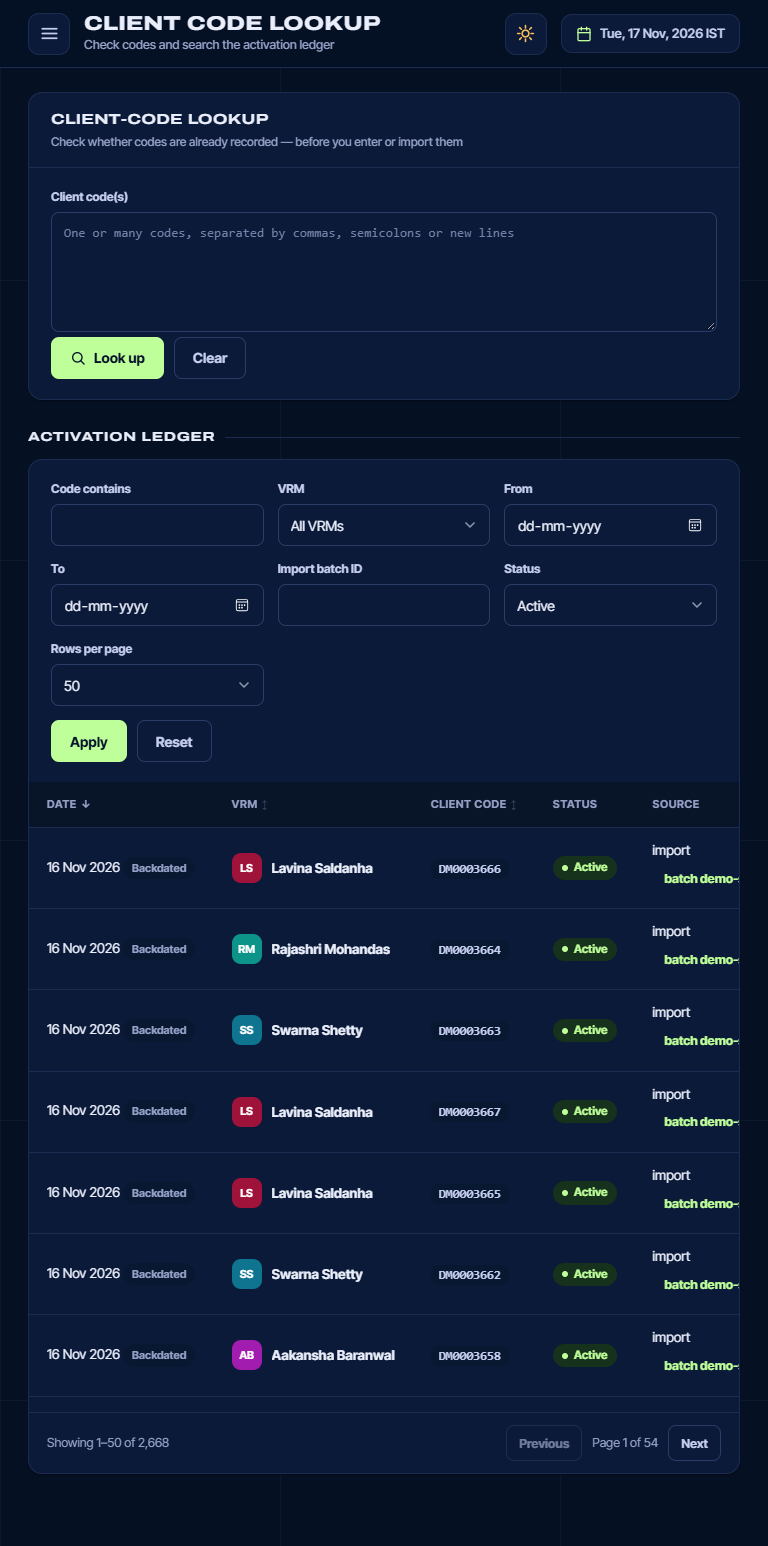 CLIENT CODE LOOKUP
Check codes and search the activation ledger
Tue, 17 Nov, 2026 IST
CLIENT-CODE LOOKUP
Check whether codes are already recorded — before you enter or import them
Client code(s)
One or many codes, separated by commas, semicolons or new lines
Look up
Clear
ACTIVATION LEDGER
Code contains
VRM
From
All VRMs
dd-mm-yyyy
To
Import batch ID
Status
dd-mm-yyyy
Active
Rows per page
50
Apply
Reset
DATE ↓ VRM ↕ CLIENT CODE ↕ STATUS SOURCE
16 Nov 2026 Backdated LS Lavina Saldanha DM0003666 Active import
batch demo-
16 Nov 2026 Backdated RM Rajashri Mohandas DM0003664 Active import
batch demo-
16 Nov 2026 Backdated SS Swarna Shetty DM0003663 Active import
batch demo-
16 Nov 2026 Backdated LS Lavina Saldanha DM0003667 Active import
batch demo-
16 Nov 2026 Backdated LS Lavina Saldanha DM0003665 Active import
batch demo-
16 Nov 2026 Backdated SS Swarna Shetty DM0003662 Active import
batch demo-
16 Nov 2026 Backdated AB Aakansha Baranwal DM0003658 Active import
batch demo-
Showing 1–50 of 2,668
Previous
Page 1 of 54
Next